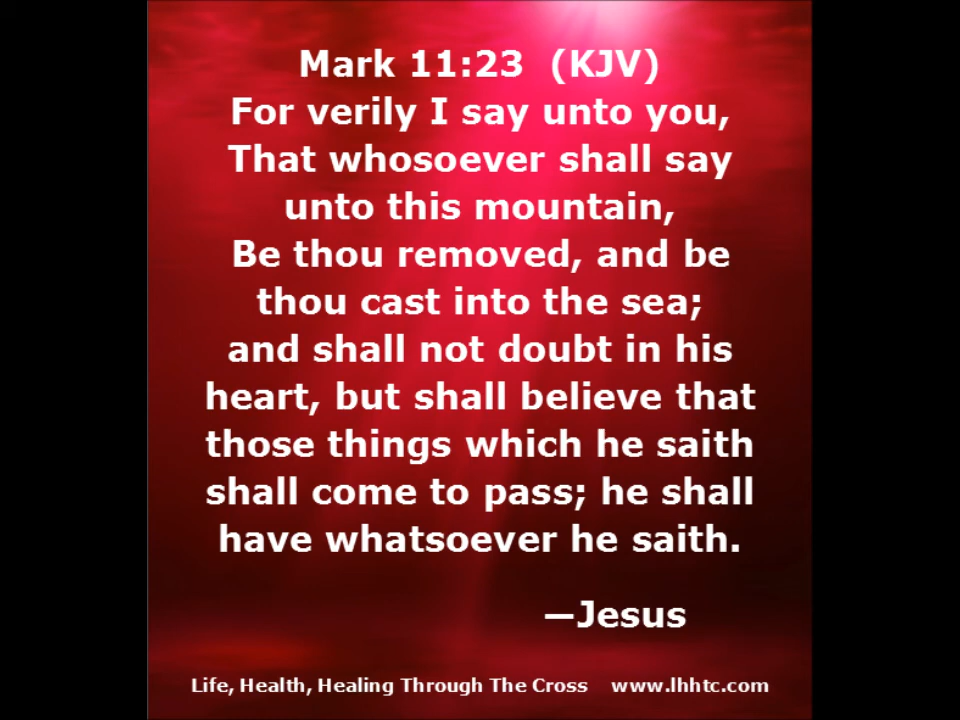 Mark 11:23 (KJV)
For verily I say unto you,
That whosoever shall say
unto this mountain,
Be thou removed, and be
thou cast into the sea;
and shall not doubt in his
heart, but shall believe that
those things which he saith
shall come to pass; he shall
have whatsoever he saith.
—Jesus
Life, Health, Healing Through The Cross www.lhhtc.com